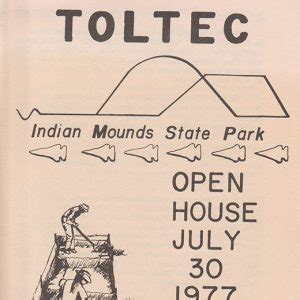 TOLTEC
Indian Mounds State Park
OPEN
HOUSE
JULY
30
1977